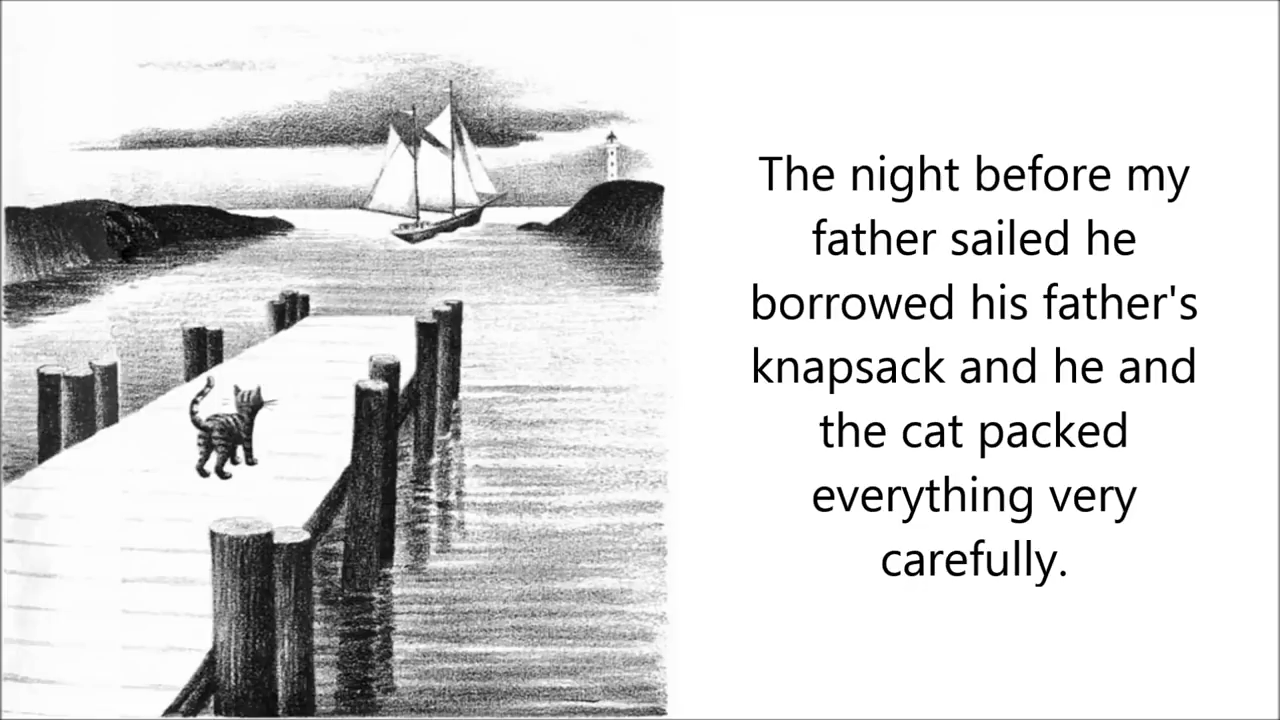 The night before my
father sailed he
borrowed his father's
knapsack and he and
the cat packed
everything very
carefully.